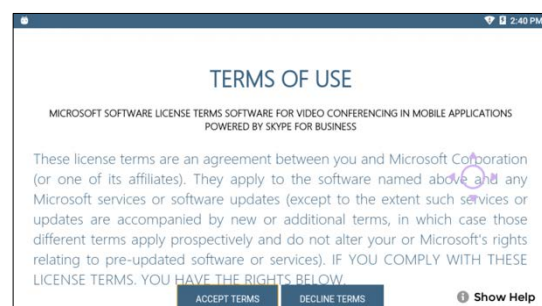 2:40 PM
TERMS OF USE
MICROSOFT SOFTWARE LICENSE TERMS SOFTWARE FOR VIDEO CONFERENCING IN MOBILE APPLICATIONS
POWERED BY SKYPE FOR BUSINESS
These license terms are an agreement between you and Microsoft Corporation
(or one of its affiliates). They apply to the software named above and any
Microsoft services or software updates (except to the extent such services or
updates are accompanied by new or additional terms, in which case those
different terms apply prospectively and do not alter your or Microsoft's rights
relating to pre-updated software or services). IF YOU COMPLY WITH THESE
LICENSE TERMS. YOU HAVE THE RIGHTS BELOW.
ACCEPT TERMS DECLINE TERMS Show Help